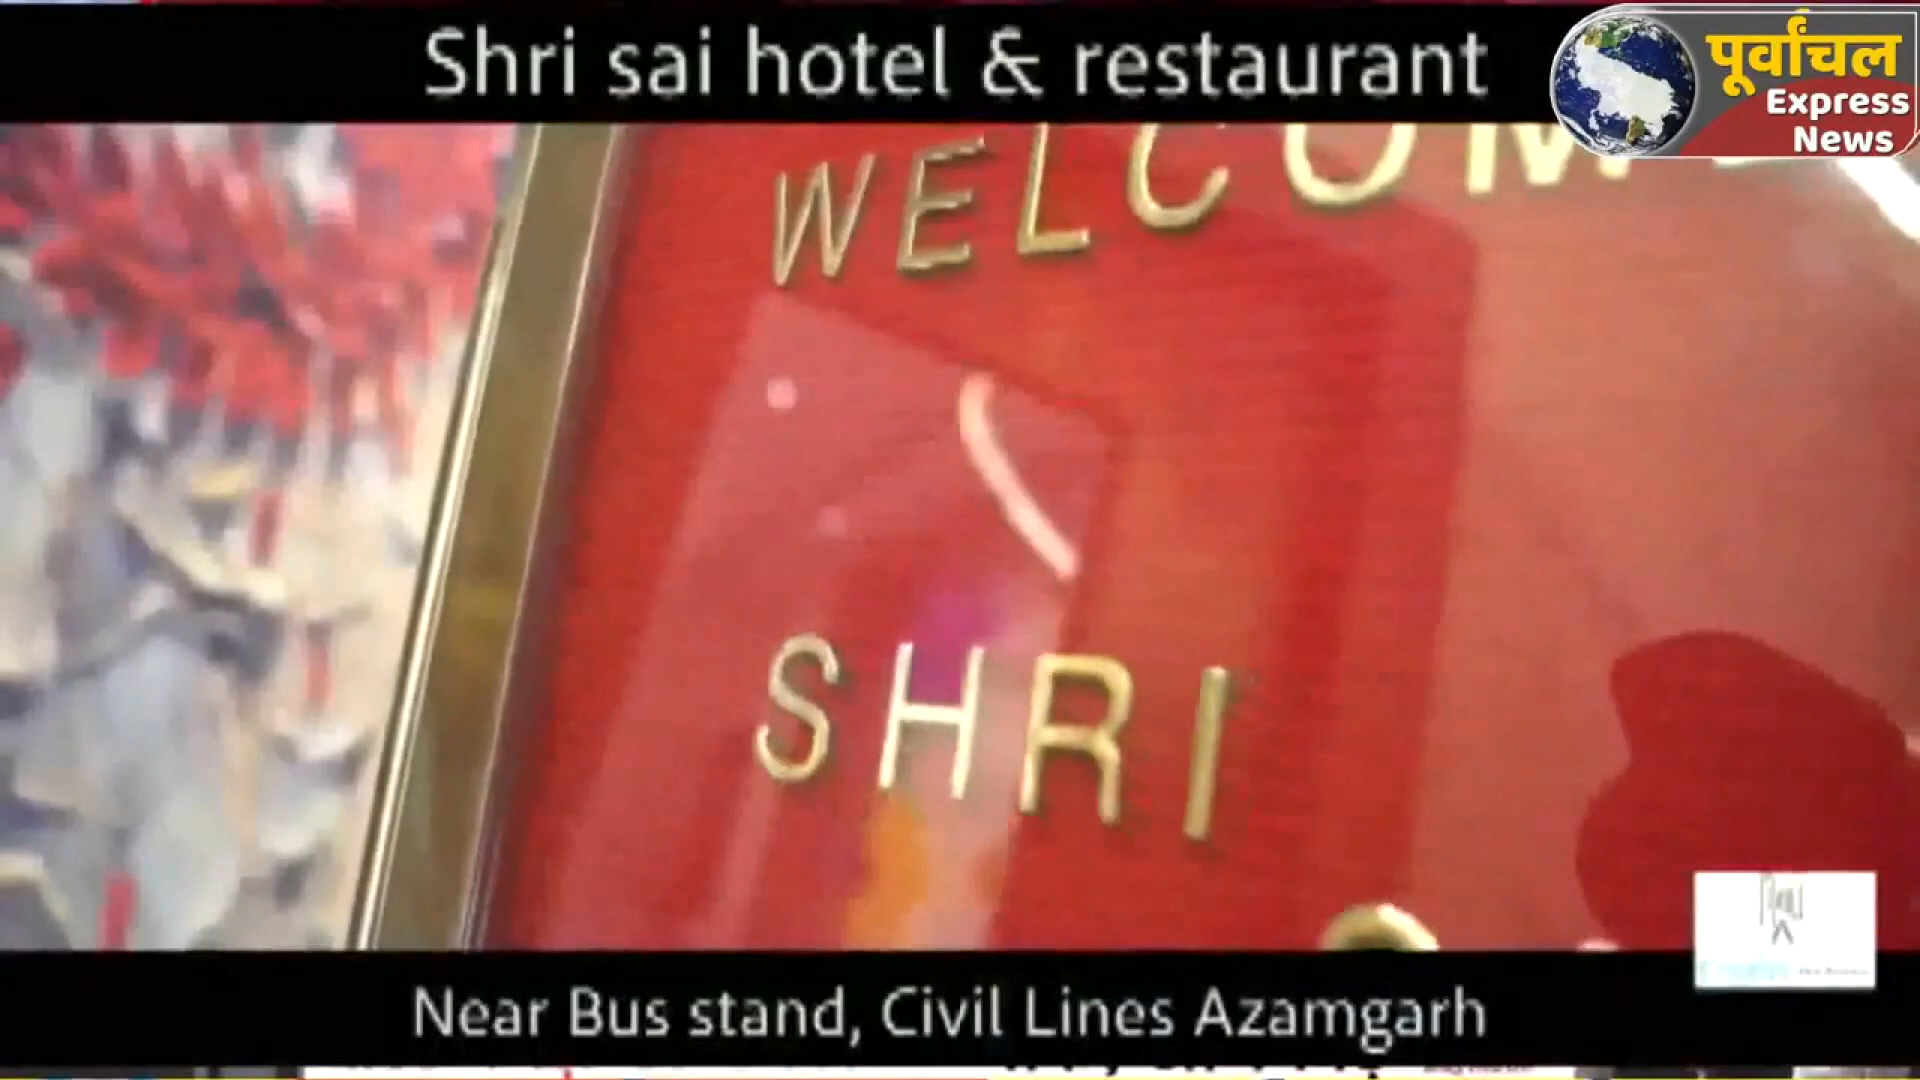 Shri sai hotel & restaurant
पूर्वांचल
Express
News
WELCOM
SHRI
Near Bus stand, Civil Lines Azamgarh